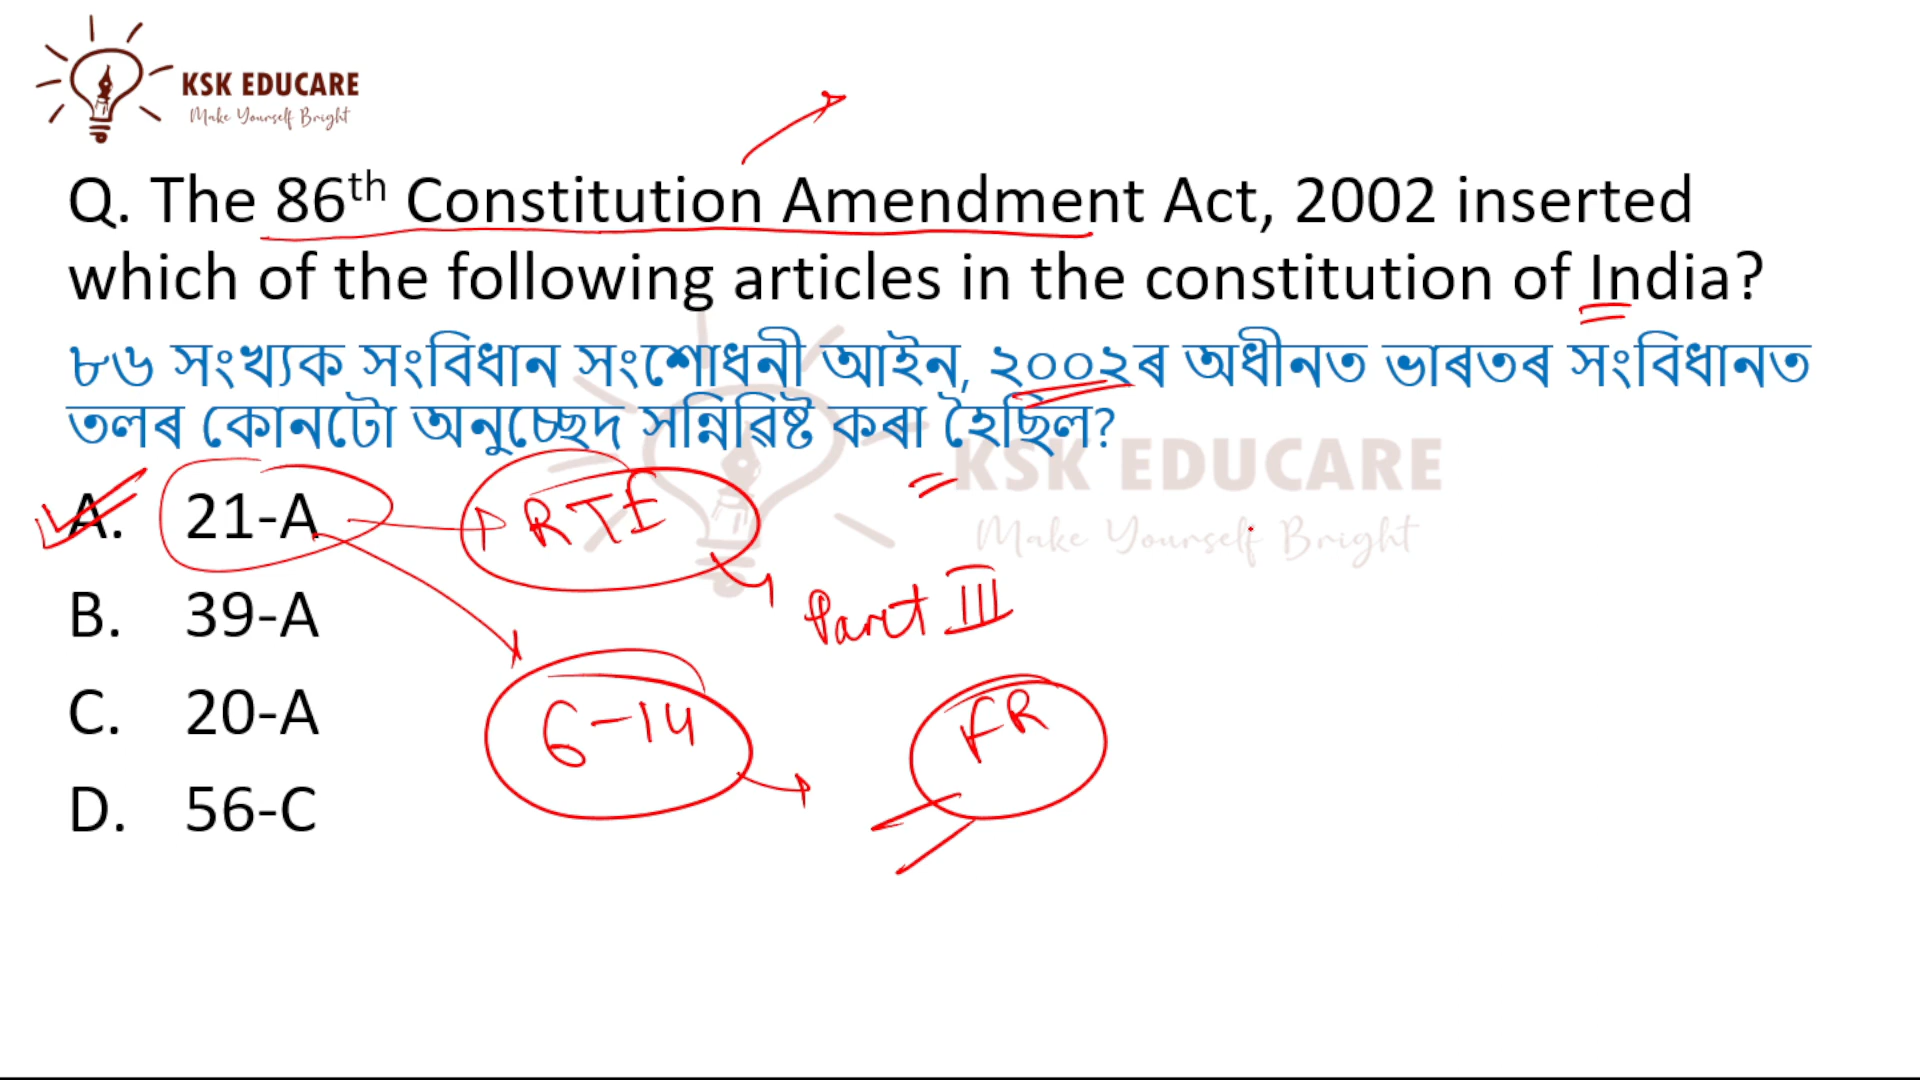 KSK EDUCARE
Make Yourself Bright
Q. The 86th Constitution Amendment Act, 2002 inserted
which of the following articles in the constitution of India?
৮৬ সংখ্যক সংবিধান সংশোধনী আইন, ২০০২ৰ অধীনত ভাৰতৰ সংবিধানত
তলৰ কোনটো অনুচ্ছেদ সন্নিৱিষ্ট কৰা হৈছিল?
KSK EDUCARE
Make Yourself Bright
A. 21-A RTE
Part III
B. 39-A
C. 20-A 6-14 FR
D. 56-C